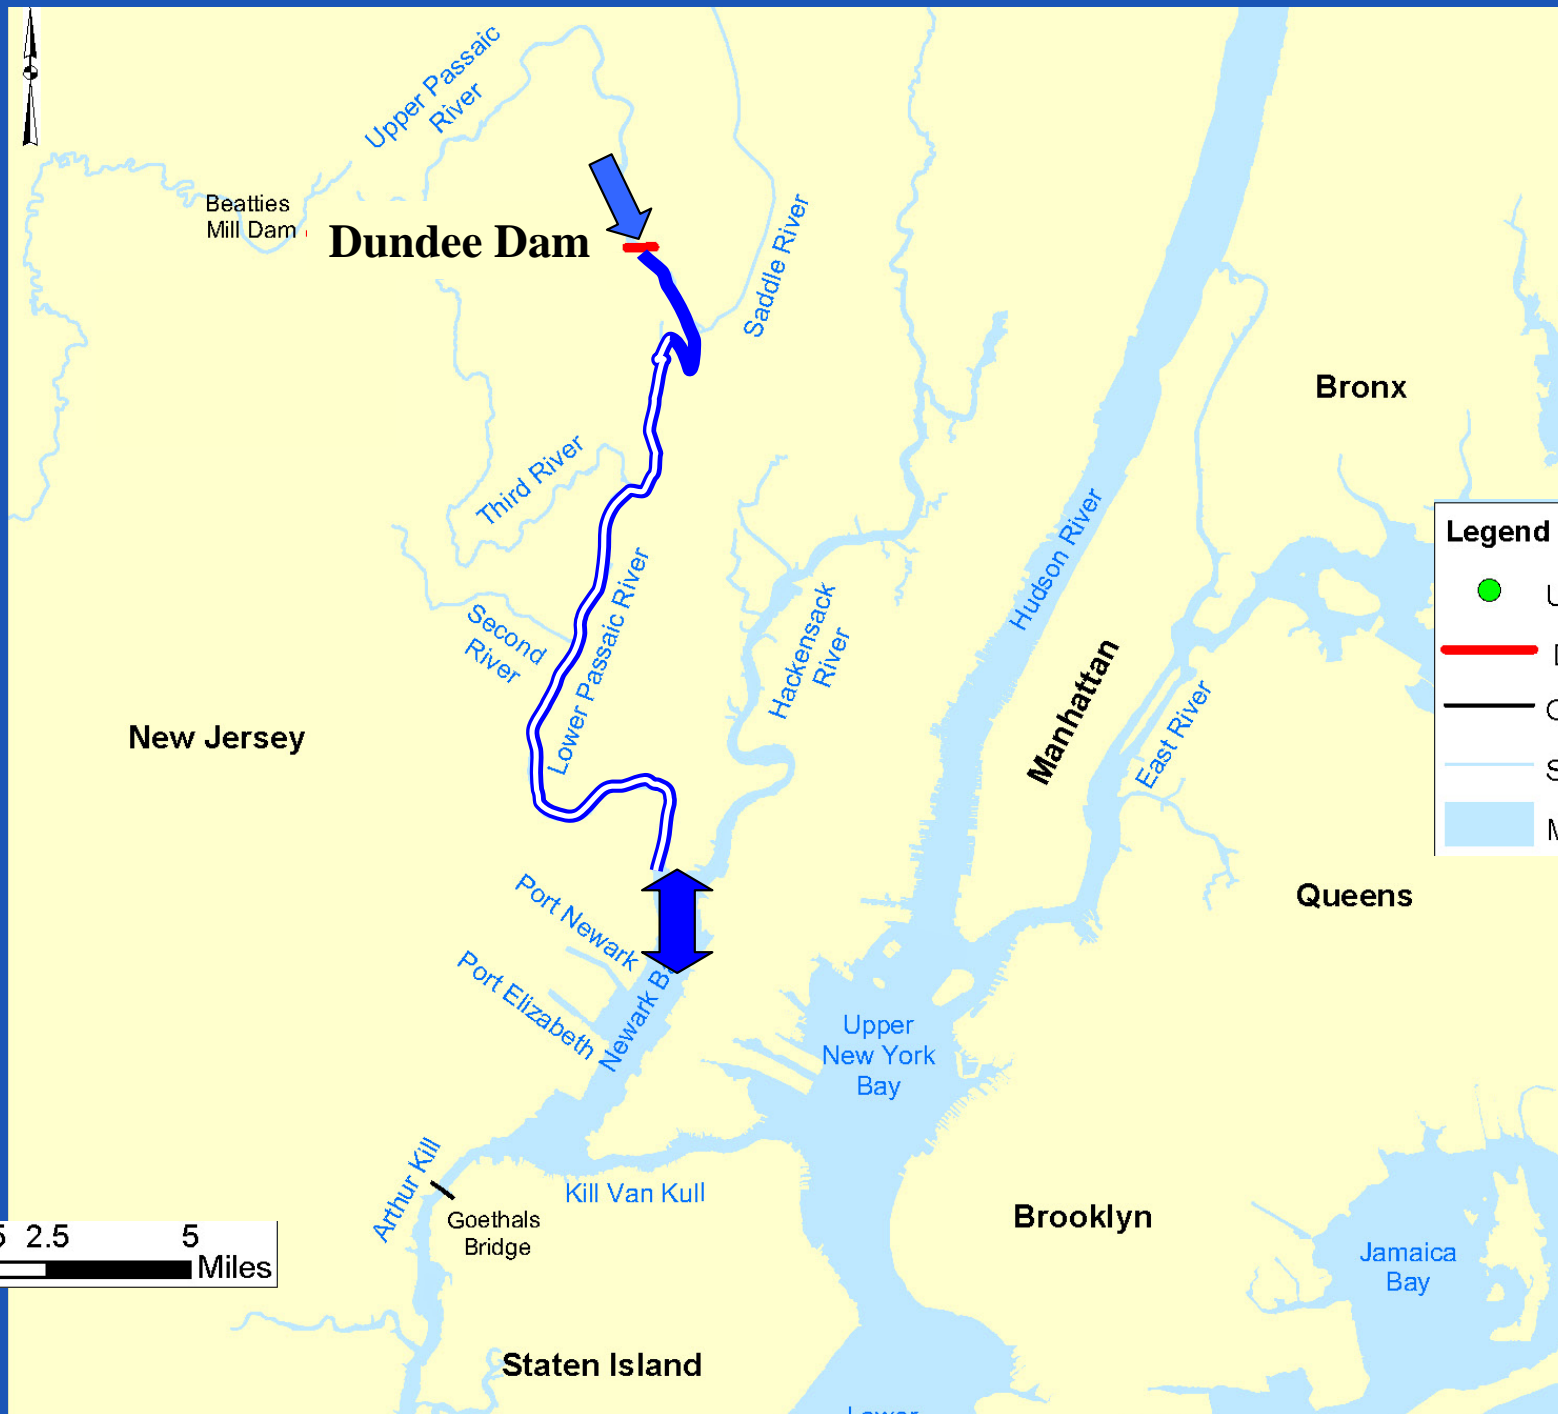 Upper Passaic
River
Beatties
Mill Dam
Dundee Dam
Saddle River
Bronx
Third River
Legend
U
Hudson River
Lower Passaic River
Hackensack
River
Second
River
D
C
Manhattan
East River
New Jersey
S
M
Port Newark
Queens
Port Elizabeth
Newark B
Upper
New York
Bay
Arthur Kill
Kill Van Kull
Goethals
Bridge
Brooklyn
5 2.5 5
Miles
Jamaica
Bay
Staten Island
Lower